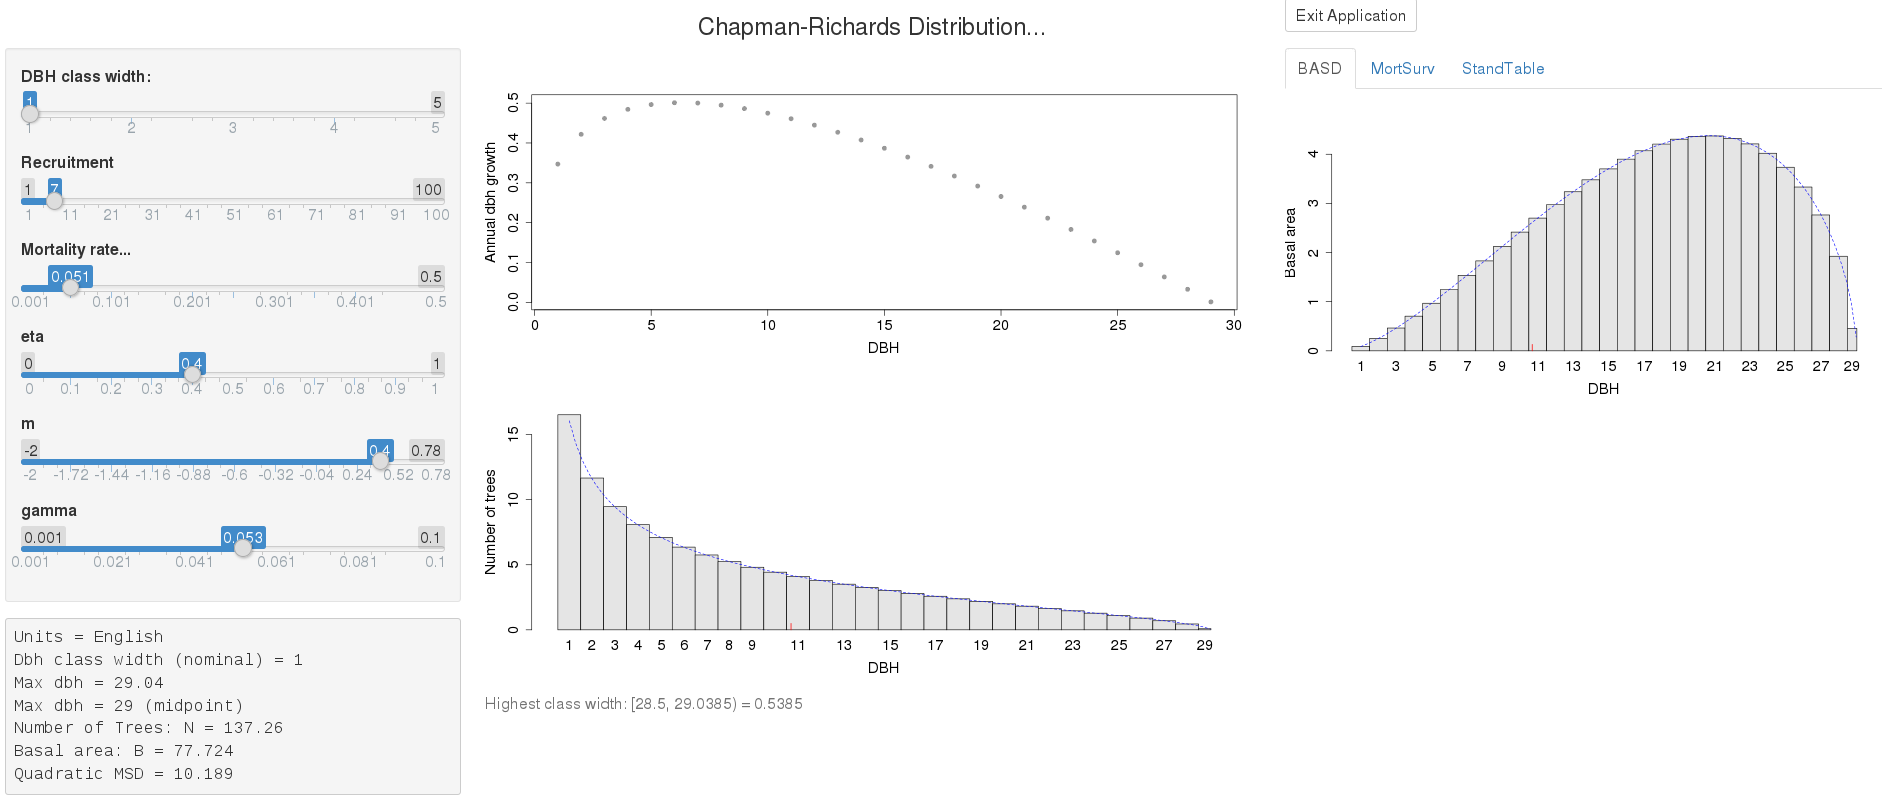 Chapman-Richards Distribution...
Exit Application
DBH class width:
1 5
1 2 3 4 5
Recruitment
1 7 100
1 11 21 31 41 51 61 71 81 91 100
Mortality rate...
0.051 0.5
0.001 0.101 0.201 0.301 0.401 0.5
eta
0 0.4 1
0 0.1 0.2 0.3 0.4 0.5 0.6 0.7 0.8 0.9 1
m
-2 0.4 0.78
-2 -1.72 -1.44 -1.16 -0.88 -0.6 -0.32 -0.04 0.24 0.52 0.78
gamma
0.001 0.053 0.1
0.001 0.021 0.041 0.061 0.081 0.1
Units = English
Dbh class width (nominal) = 1
Max dbh = 29.04
Max dbh = 29 (midpoint)
Number of Trees: N = 137.26
Basal area: B = 77.724
Quadratic MSD = 10.189
Annual dbh growth
0.5
0.4
0.3
0.2
0.1
0.0
0 5 10 15 20 25 30
DBH
Number of trees
15
10
5
0
1 2 3 4 5 6 7 8 9 11 13 15 17 19 21 23 25 27 29
DBH
Highest class width: [28.5, 29.0385) = 0.5385
BASD MortSurv StandTable
Basal area
4
3
2
1
0
1 3 5 7 9 11 13 15 17 19 21 23 25 27 29
DBH